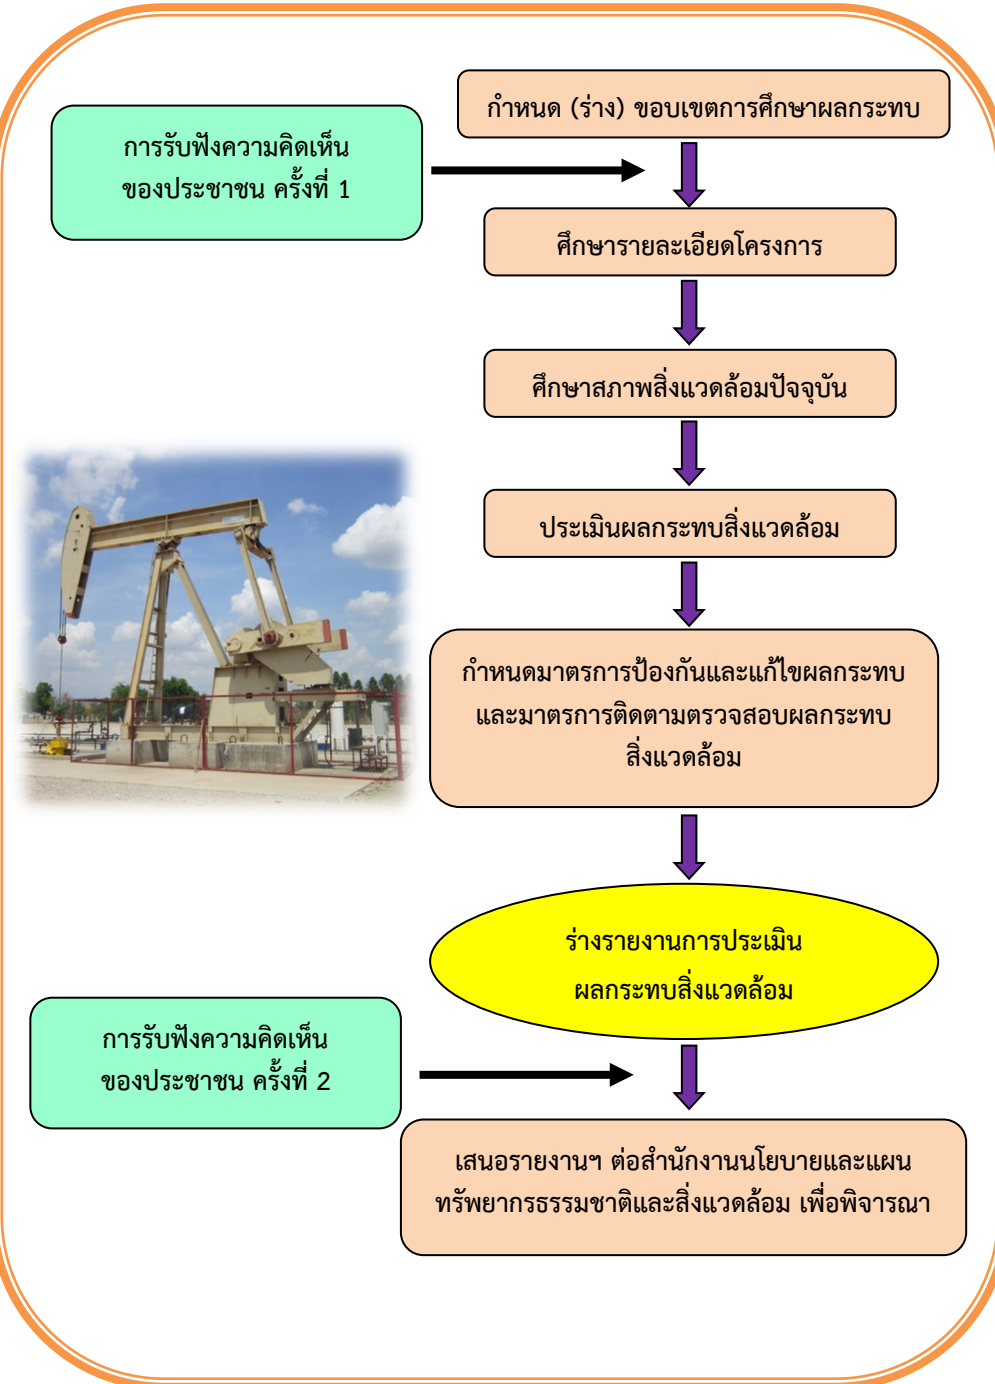 กำหนด (ร่าง) ขอบเขตการศึกษาผลกระทบ
การรับฟังความคิดเห็น
ของประชาชน ครั้งที่ 1
ศึกษารายละเอียดโครงการ
ศึกษาสภาพสิ่งแวดล้อมปัจจุบัน
ประเมินผลกระทบสิ่งแวดล้อม
กำหนดมาตรการป้องกันและแก้ไขผลกระทบ
และมาตรการติดตามตรวจสอบผลกระทบ
สิ่งแวดล้อม
ร่างรายงานการประเมิน
ผลกระทบสิ่งแวดล้อม
การรับฟังความคิดเห็น
ของประชาชน ครั้งที่ 2
เสนอรายงานฯ ต่อสำนักงานนโยบายและแผน
ทรัพยากรธรรมชาติและสิ่งแวดล้อม เพื่อพิจารณา